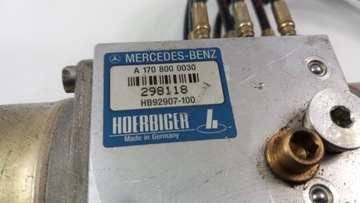 MERCEDES-BENZ
A 170 800 0030
298118
HB92907-100
HOERBIGER
Made in Germany